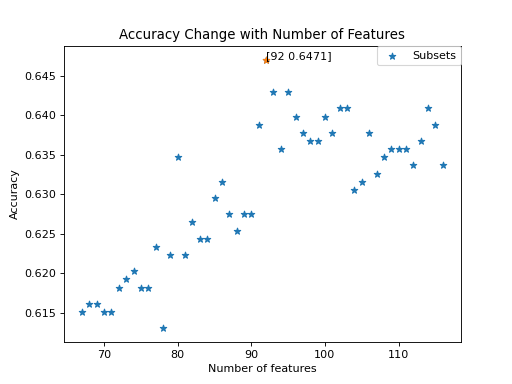 Accuracy Change with Number of Features
[92 0.6471]
Subsets
0.645
0.640
0.635
0.630
0.625
0.620
0.615
Accuracy
70 80 90 100 110
Number of features